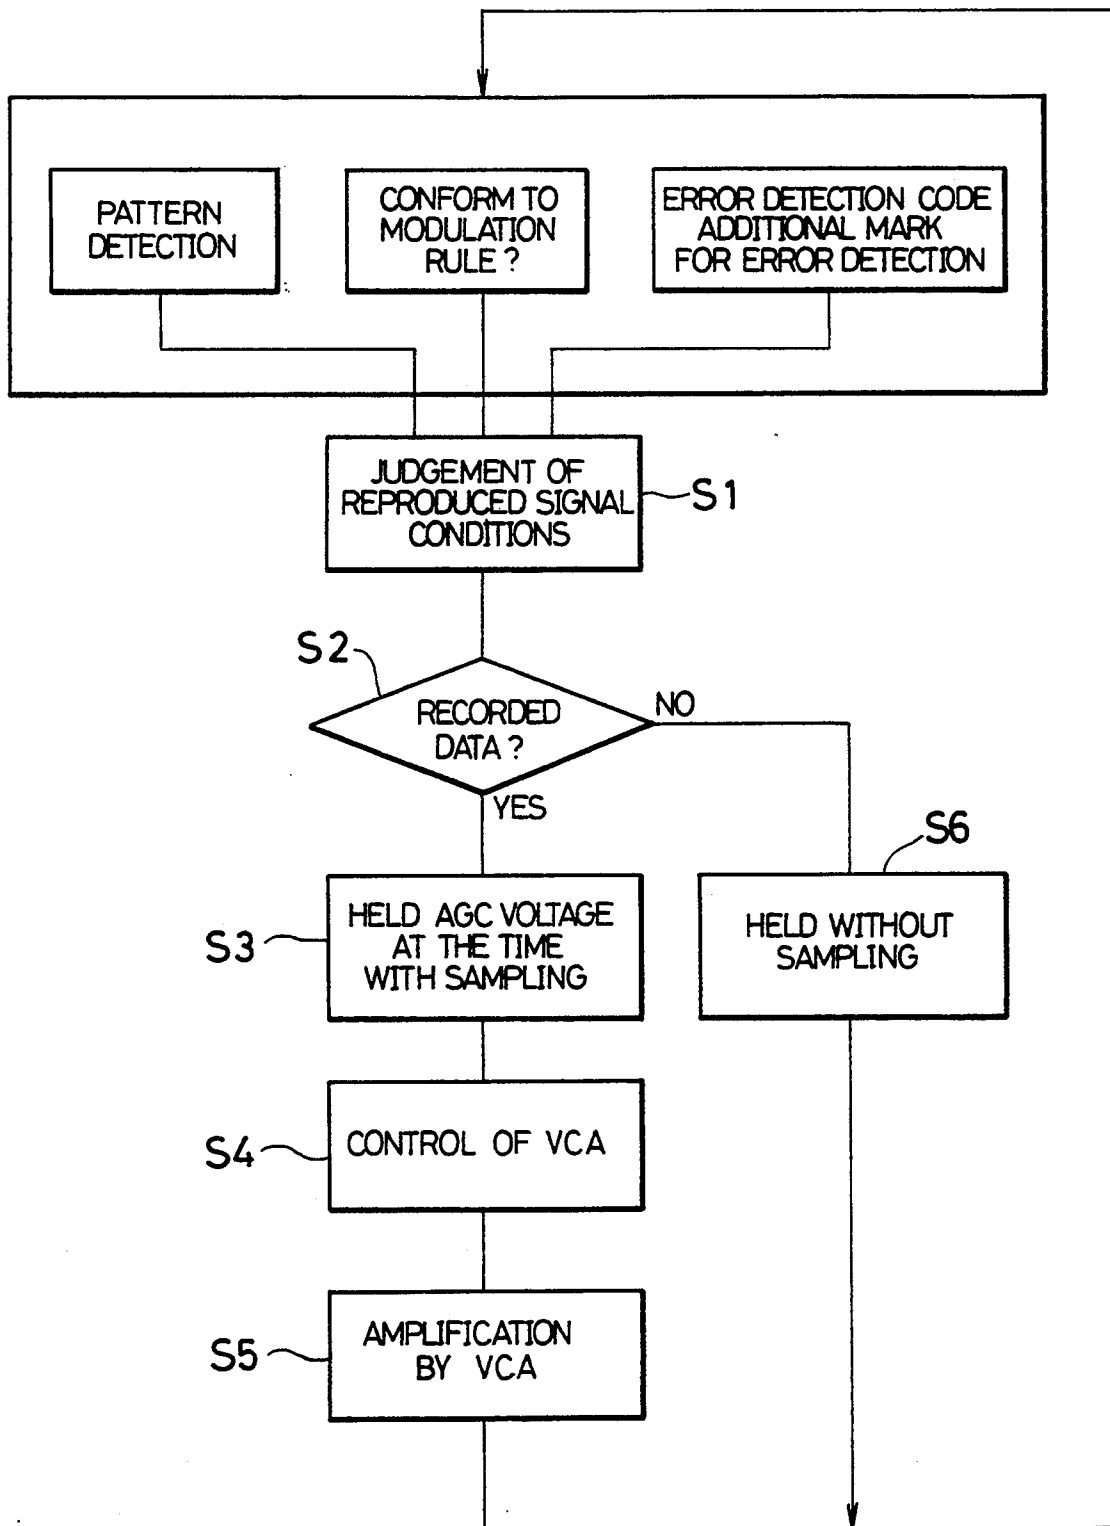 PATTERN
DETECTION
CONFORM TO
MODULATION
RULE?
ERROR DETECTION CODE
ADDITIONAL MARK
FOR ERROR DETECTION
JUDGEMENT OF
REPRODUCED SIGNAL
CONDITIONS
S1
S2
RECORDED
DATA?
NO
YES
S3
HELD AGC VOLTAGE
AT THE TIME
WITH SAMPLING
S6
HELD WITHOUT
SAMPLING
S4
CONTROL OF VCA
S5
AMPLIFICATION
BY VCA